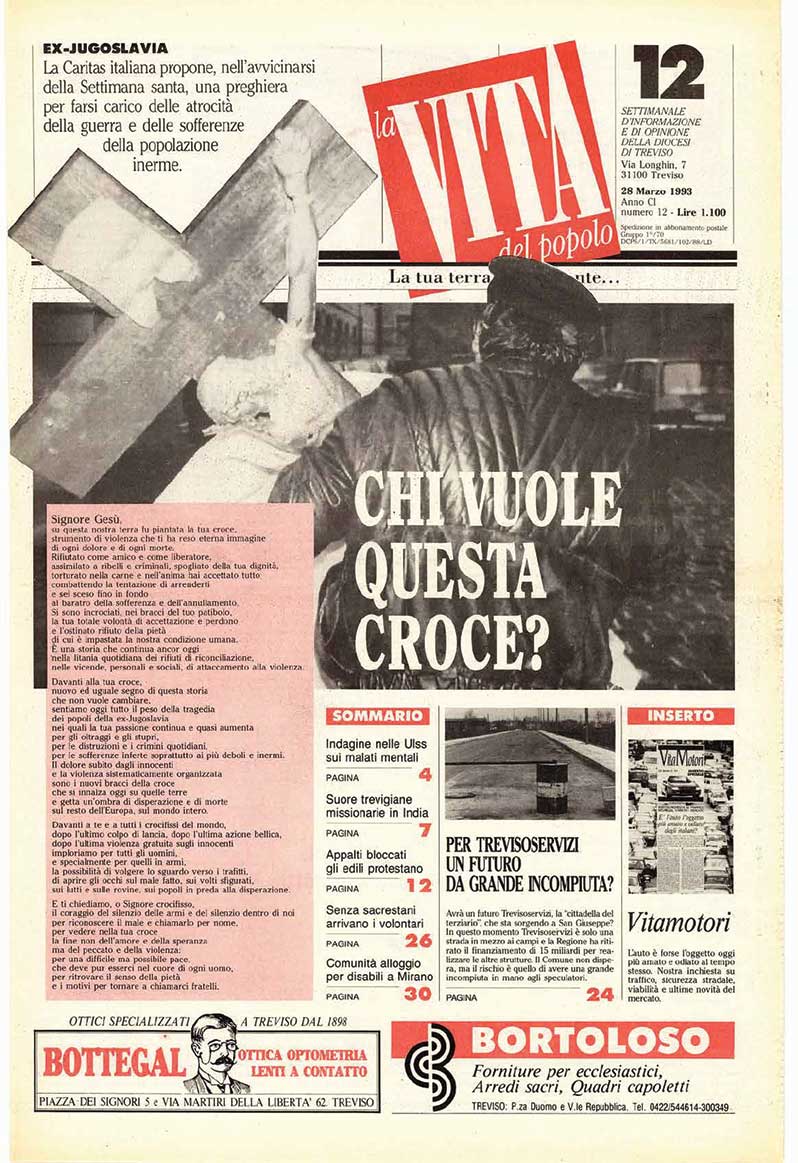 EX-JUGOSLAVIA
La Caritas italiana propone, nell'avvicinarsi
della Settimana santa, una preghiera
per farsi carico delle atrocità
della guerra e delle sofferenze
della popolazione
inerme.
la VITA
del popolo
12
SETTIMANALE
D'INFORMAZIONE
E DI OPINIONE
DELLA DIOCESI
DI TREVISO
Via Longhin, 7
31100 Treviso
28 Marzo 1993
Anno CI
numero 12 - Lire 1.100
Spedizione in abbonamento postale
Gruppo 1°/70
DCPS/1/TX/5681/102/88/LD
La tua terra
nte...
CHI VUOLE
QUESTA
CROCE?
Signore Gesù,
su questa nostra terra fu piantata la tua croce,
strumento di violenza che ti ha reso eterna immagine
di ogni dolore e di ogni morte.
Rifiutato come amico e come liberatore,
assimilato a ribelli e criminali, spogliato della tua dignità,
torturato nella carne e nell'anima hai accettato tutto
combattendo la tentazione di arrenderti
e sei sceso fino in fondo
al baratro della sofferenza e dell'annullamento.
Si sono incrociati, nei bracci del tuo patibolo,
la tua totale volontà di accettazione e perdono
e l'ostinato rifiuto della pietà
di cui è impastata la nostra condizione umana.
È una storia che continua ancor oggi
nella litania quotidiana dei rifiuti di riconciliazione,
nelle vicende, personali e sociali, di attaccamento alla violenza.
Davanti alla tua croce,
nuovo ed uguale segno di questa storia
che non vuole cambiare,
sentiamo oggi tutto il peso della tragedia
dei popoli della ex-Jugoslavia
nei quali la tua passione continua e quasi aumenta
per gli oltraggi e gli stupri,
per le distruzioni e i crimini quotidiani,
per le sofferenze inferte soprattutto ai più deboli e inermi.
Il dolore subito dagli innocenti
e la violenza sistematicamente organizzata
sono i nuovi bracci della croce
che si innalza oggi su quelle terre
e getta un'ombra di disperazione e di morte
sul resto dell'Europa, sul mondo intero.
Davanti a te e a tutti i crocifissi del mondo,
dopo l'ultimo colpo di lancia, dopo l'ultima azione bellica,
dopo l'ultima violenza gratuita sugli innocenti
imploriamo per tutti gli uomini,
e specialmente per quelli in armi,
la possibilità di volgere lo sguardo verso i trafitti,
di aprire gli occhi sul male fatto, sui volti sfigurati,
sui lutti e sulle rovine, sui popoli in preda alla disperazione.
E ti chiediamo, o Signore crocifisso,
il coraggio del silenzio delle armi e del silenzio dentro di noi
per riconoscere il male e chiamarlo per nome,
per vedere nella tua croce
la fine non dell'amore e della speranza
ma del peccato e della violenza:
per una difficile ma possibile pace,
che deve pur esserci nel cuore di ogni uomo,
per ritrovare il senso della pietà
e i motivi per tornare a chiamarci fratelli.
SOMMARIO
Indagine nelle Ulss
sui malati mentali
PAGINA 4
Suore trevigiane
missionarie in India
PAGINA 7
Appalti bloccati
gli edili protestano
PAGINA 12
Senza sacrestani
arrivano i volontari
PAGINA 26
Comunità alloggio
per disabili a Mirano
PAGINA 30
PER TREVISOSERVIZI
UN FUTURO
DA GRANDE INCOMPIUTA?
Avrà un futuro Trevisoservizi, la "cittadella del
terziario", che sta sorgendo a San Giuseppe?
In questo momento Trevisoservizi è solo una
strada in mezzo ai campi e la Regione ha riti-
rato il finanziamento di 15 miliardi per rea-
lizzare le altre strutture. Il Comune non dispe-
ra, ma il rischio è quello di avere una grande
incompiuta in mano agli speculatori.
PAGINA 24
INSERTO
VitaMotori
E' l'auto l'oggetto
più amato e odiato
dagli italiani?
Vitamotori
L'auto è forse l'oggetto oggi
più amato e odiato al tempo
stesso. Nostra inchiesta su
traffico, sicurezza stradale,
viabilità e ultime novità del
mercato.
OTTICI SPECIALIZZATI A TREVISO DAL 1898
BOTTEGAL
OTTICA OPTOMETRIA
LENTI A CONTATTO
PIAZZA DEI SIGNORI 5 e VIA MARTIRI DELLA LIBERTA' 62 TREVISO
BORTOLOSO
Forniture per ecclesiastici,
Arredi sacri, Quadri capoletti
TREVISO: P.za Duomo e V.le Repubblica, Tel. 0422/544614-300349